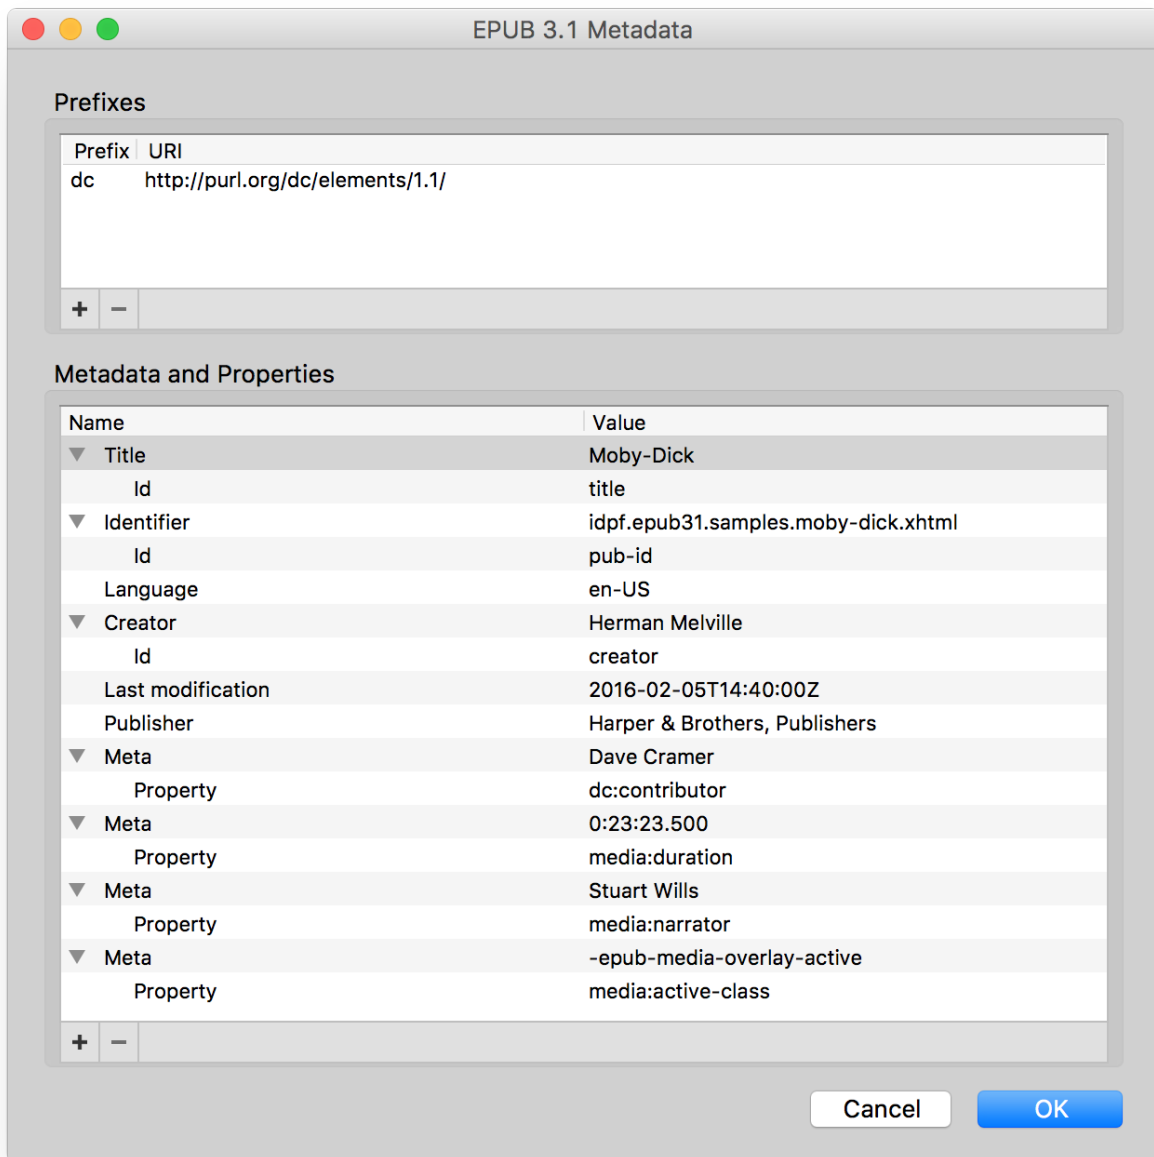 EPUB 3.1 Metadata
Prefixes
Prefix URI
dc http://purl.org/dc/elements/1.1/
+ −
Metadata and Properties
Name Value
Title Moby-Dick
Id title
Identifier idpf.epub31.samples.moby-dick.xhtml
Id pub-id
Language en-US
Creator Herman Melville
Id creator
Last modification 2016-02-05T14:40:00Z
Publisher Harper & Brothers, Publishers
Meta Dave Cramer
Property dc:contributor
Meta 0:23:23.500
Property media:duration
Meta Stuart Wills
Property media:narrator
Meta -epub-media-overlay-active
Property media:active-class
+ −
Cancel OK